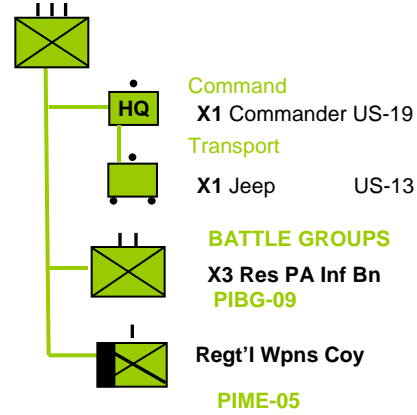 HQ
Command
X1 Commander US-19
Transport
X1 Jeep US-13
BATTLE GROUPS
X3 Res PA Inf Bn
PIBG-09
Regt'l Wpns Coy
PIME-05